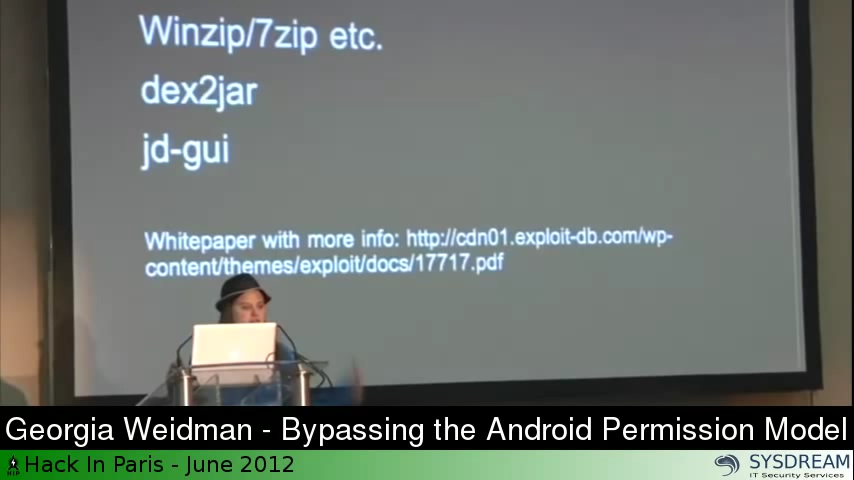 Winzip/7zip etc.
dex2jar
jd-gui
Whitepaper with more info: http://cdn01.exploit-db.com/wp-
content/themes/exploit/docs/17717.pdf
Georgia Weidman - Bypassing the Android Permission Model
HIP Hack In Paris - June 2012
SYSDREAM
IT Security Services